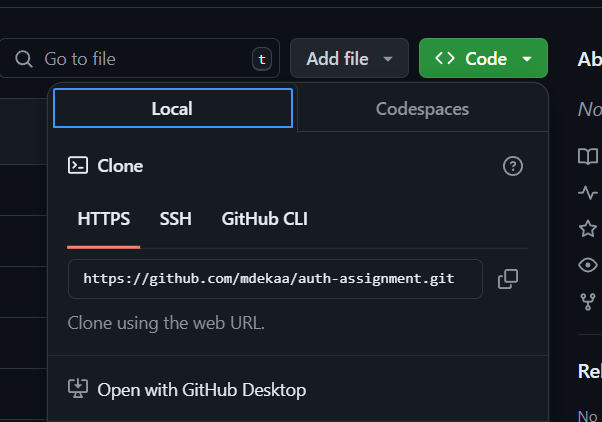 Go to file
t
Add file
Code
Ab
Local
Codespaces
No
Clone
HTTPS
SSH
GitHub CLI
https://github.com/mdekaa/auth-assignment.git
Clone using the web URL.
Rel
Open with GitHub Desktop
No